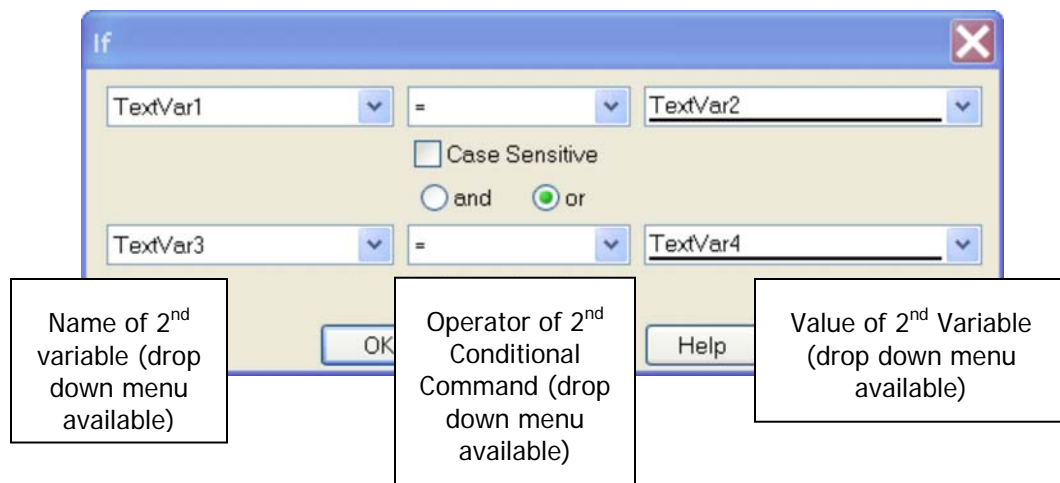 If
TextVar1 = TextVar2
Case Sensitive
and or
TextVar3 = TextVar4
OK
Help
Name of 2nd
variable (drop
down menu
available)
Operator of 2nd
Conditional
Command (drop
down menu
available)
Value of 2nd Variable
(drop down menu
available)